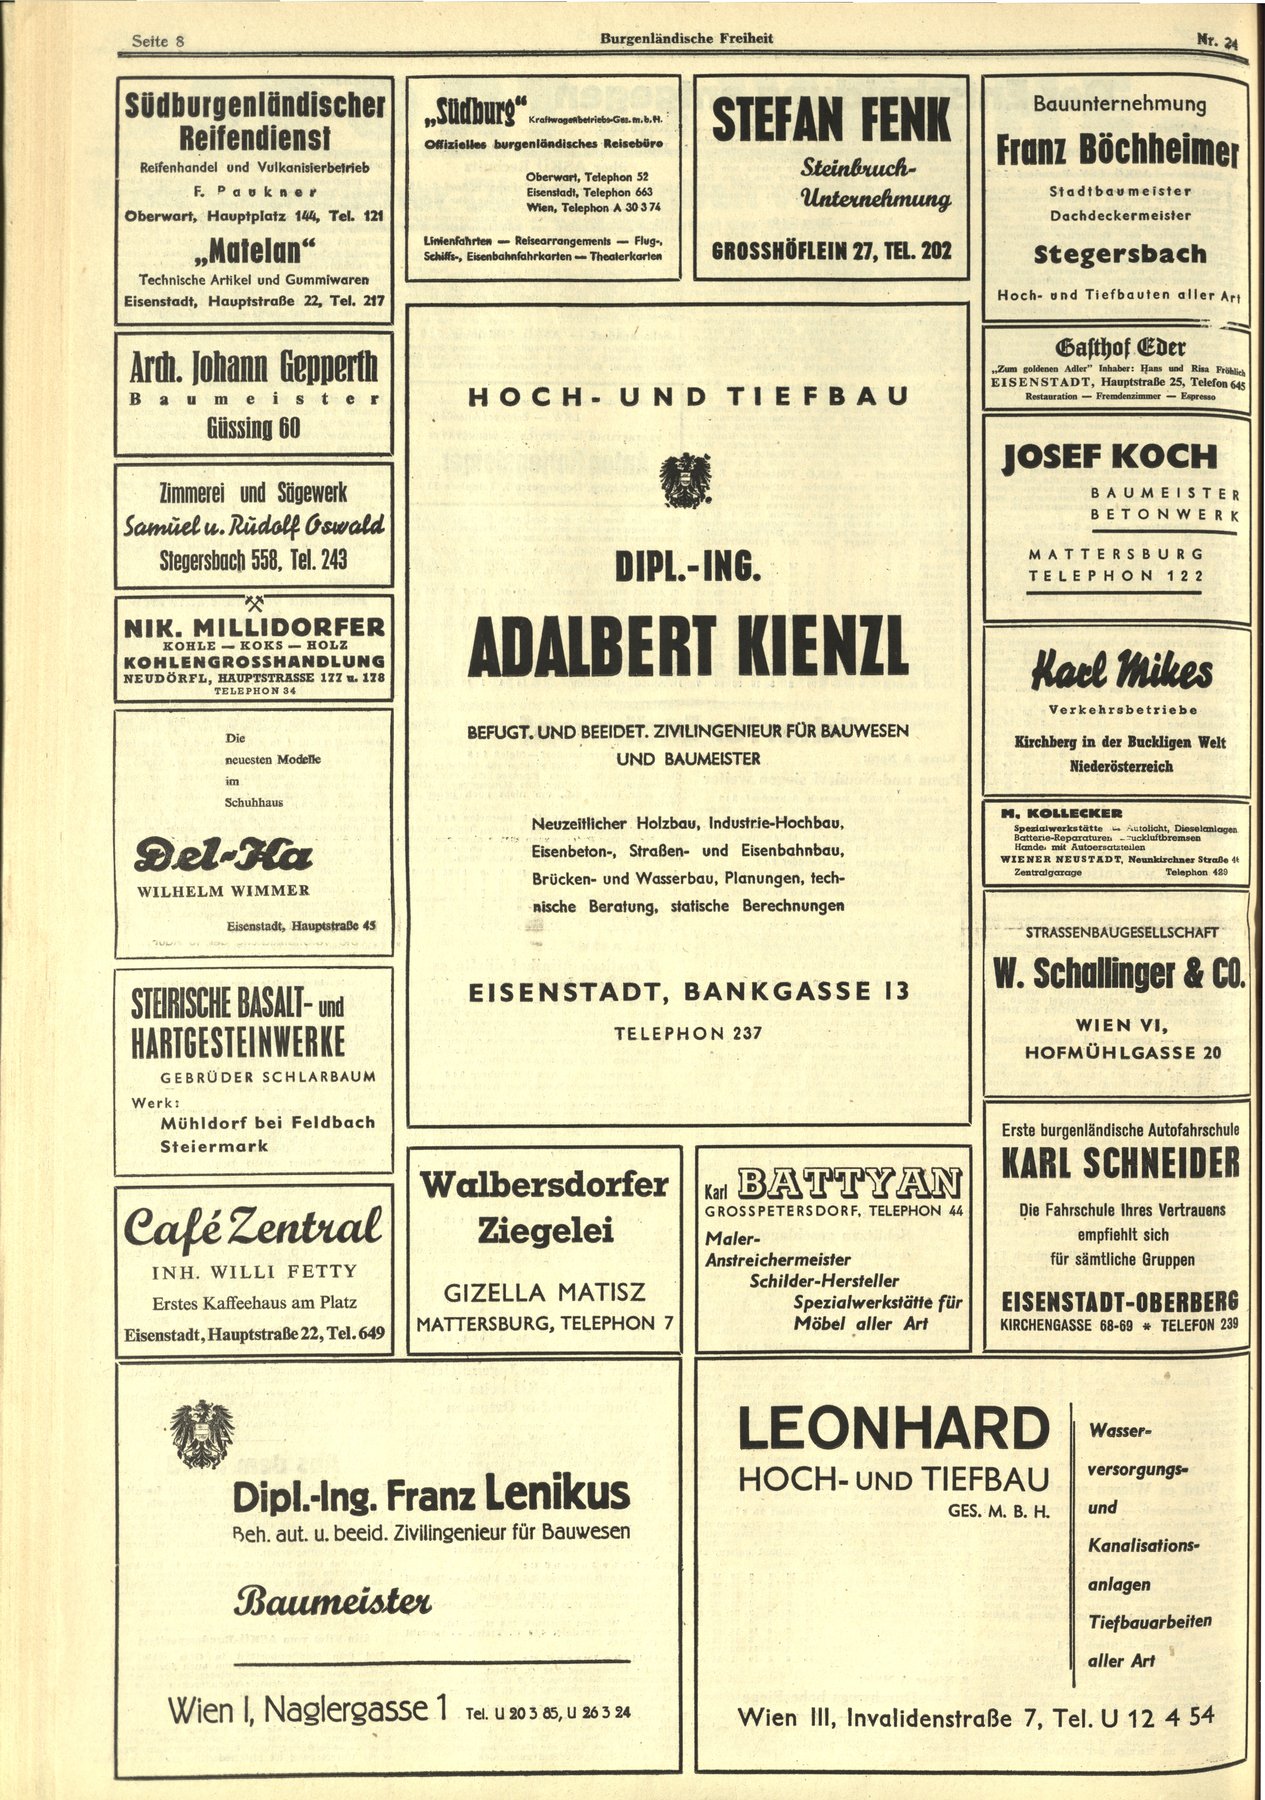 Seite 8
Burgenländische Freiheit
Nr. 24
Südburgenländischer
Reifendienst
Reifenhandel und Vulkanisierbetrieb
F. Paukner
Oberwart, Hauptplatz 144, Tel. 121
„Matelan“
Technische Artikel und Gummiwaren
Eisenstadt, Hauptstraße 22, Tel. 217
Arch. Johann Gepperth
Baumeister
Güssing 60
Zimmerei und Sägewerk
Samuel u. Rudolf Oswald
Stegersbach 558, Tel. 243
NIK. MILLIDORFER
KOHLE — KOKS — HOLZ
KOHLENGROSSHANDLUNG
NEUDÖRFL, HAUPTSTRASSE 177 u. 178
TELEPHON 34
Die
neuesten Modelle
im
Schuhhaus
Del-Ka
WILHELM WIMMER
Eisenstadt, Hauptstraße 45
STEIRISCHE BASALT- und
HARTGESTEINWERKE
GEBRÜDER SCHLARBAUM
Werk:
Mühldorf bei Feldbach
Steiermark
Café Zentral
INH. WILLI FETTY
Erstes Kaffeehaus am Platz
Eisenstadt, Hauptstraße 22, Tel. 649
„Südburg“ Kraftwagenbetriebs-Ges. m. b. H.
Offizielles burgenländisches Reisebüro
Oberwart, Telephon 52
Eisenstadt, Telephon 663
Wien, Telephon A 30 3 74
Linienfahrten — Reisearrangements — Flug-,
Schiffs-, Eisenbahnfahrkarten — Theaterkarten
STEFAN FENK
Steinbruch-
Unternehmung
GROSSHÖFLEIN 27, TEL. 202
HOCH- UND TIEFBAU
DIPL.-ING.
ADALBERT KIENZL
BEFUGT. UND BEEIDET. ZIVILINGENIEUR FÜR BAUWESEN
UND BAUMEISTER
Neuzeitlicher Holzbau, Industrie-Hochbau,
Eisenbeton-, Straßen- und Eisenbahnbau,
Brücken- und Wasserbau, Planungen, tech-
nische Beratung, statische Berechnungen
EISENSTADT, BANKGASSE 13
TELEPHON 237
Walbersdorfer
Ziegelei
GIZELLA MATISZ
MATTERSBURG, TELEPHON 7
Karl BATTYAN
GROSSPETERSDORF, TELEPHON 44
Maler-
Anstreichermeister
Schilder-Hersteller
Spezialwerkstätte für
Möbel aller Art
Bauunternehmung
Franz Böchheimer
Stadtbaumeister
Dachdeckermeister
Stegersbach
Hoch- und Tiefbauten aller Art
Gasthof Eder
„Zum goldenen Adler“ Inhaber: Hans und Risa Fröhlich
EISENSTADT, Hauptstraße 25, Telefon 645
Restauration — Fremdenzimmer — Espresso
JOSEF KOCH
BAUMEISTER
BETONWERK
MATTERSBURG
TELEPHON 122
Karl Mikes
Verkehrsbetriebe
Kirchberg in der Buckligen Welt
Niederösterreich
M. KOLLECKER
Spezialwerkstätte Autolicht, Dieselanlagen
Batterie-Reparaturen
Handel mit Autoersatzteilen
WIENER NEUSTADT, Neunkirchner Straße
Zentralgarage Telephon 429
STRASSENBAUGESELLSCHAFT
W. Schallinger & CO.
WIEN VI,
HOFMÜHLGASSE 20
Erste burgenländische Autofahrschule
KARL SCHNEIDER
Die Fahrschule Ihres Vertrauens
empfiehlt sich
für sämtliche Gruppen
EISENSTADT-OBERBERG
KIRCHENGASSE 68-69 * TELEFON 239
Dipl.-Ing. Franz Lenikus
Beh. aut. u. beeid. Zivilingenieur für Bauwesen
Baumeister
Wien I, Naglergasse 1 Tel. U 20 3 85, U 26 3 24
LEONHARD
HOCH- UND TIEFBAU
GES. M. B. H.
Wasser-
versorgungs-
und
Kanalisations-
anlagen
Tiefbauarbeiten
aller Art
Wien III, Invalidenstraße 7, Tel. U 12 4 54